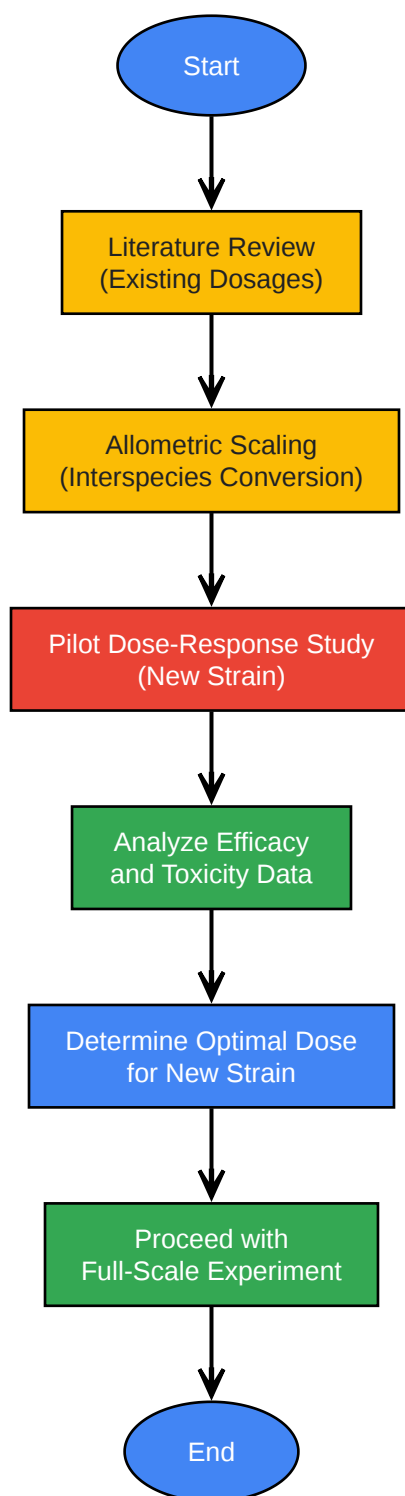 Start
Literature Review
(Existing Dosages)
Allometric Scaling
(Interspecies Conversion)
Pilot Dose-Response Study
(New Strain)
Analyze Efficacy
and Toxicity Data
Determine Optimal Dose
for New Strain
Proceed with
Full-Scale Experiment
End